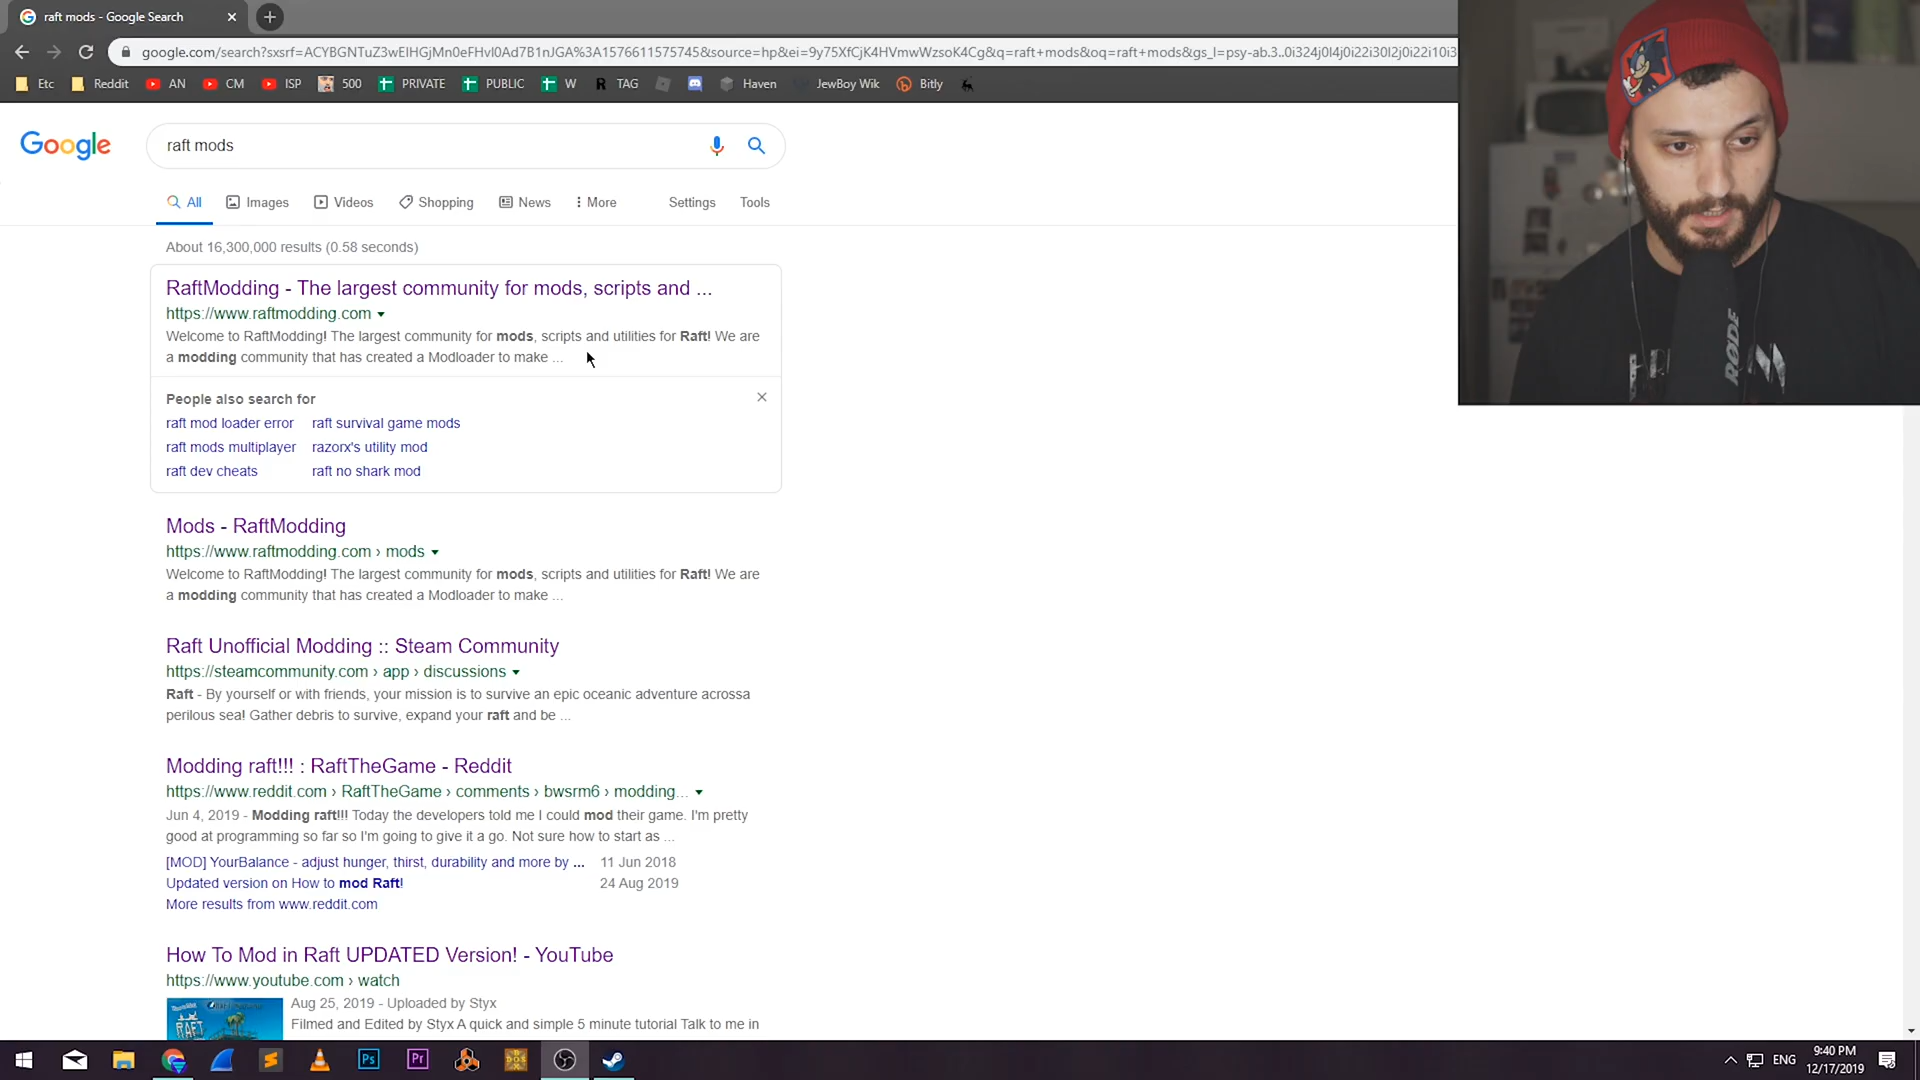 raft mods - Google Search
google.com/search?sxsrf=ACYBGNTuZ3wEIHGjMn0eFHvl0Ad7B1nJGA%3A1576611575745&source=hp&ei=9y75XfCjK4HVmwWzsoK4Cg&q=raft+mods&oq=raft+mods&gs_l=psy-ab.3..0i324j0l4j0i22i30l2j0i22i10i3
Etc Reddit AN CM ISP 500 PRIVATE PUBLIC W TAG Haven JewBoy Wik Bitly
Google
raft mods
All Images Videos Shopping News More Settings Tools
About 16,300,000 results (0.58 seconds)
RaftModding - The largest community for mods, scripts and ...
https://www.raftmodding.com
Welcome to RaftModding! The largest community for mods, scripts and utilities for Raft! We are
a modding community that has created a Modloader to make ...
People also search for
raft mod loader error raft survival game mods
raft mods multiplayer razorx's utility mod
raft dev cheats raft no shark mod
Mods - RaftModding
https://www.raftmodding.com › mods
Welcome to RaftModding! The largest community for mods, scripts and utilities for Raft! We are
a modding community that has created a Modloader to make ...
Raft Unofficial Modding :: Steam Community
https://steamcommunity.com › app › discussions
Raft - By yourself or with friends, your mission is to survive an epic oceanic adventure acrossa
perilous sea! Gather debris to survive, expand your raft and be ...
Modding raft!!! : RaftTheGame - Reddit
https://www.reddit.com › RaftTheGame › comments › bwsrm6 › modding...
Jun 4, 2019 - Modding raft!!! Today the developers told me I could mod their game. I'm pretty
good at programming so far so I'm going to give it a go. Not sure how to start as ...
[MOD] YourBalance - adjust hunger, thirst, durability and more by ... 11 Jun 2018
Updated version on How to mod Raft! 24 Aug 2019
More results from www.reddit.com
How To Mod in Raft UPDATED Version! - YouTube
https://www.youtube.com › watch
Aug 25, 2019 - Uploaded by Styx
Filmed and Edited by Styx A quick and simple 5 minute tutorial Talk to me in
RAFT
RØDE
Ps Pr
ENG
9:40 PM
12/17/2019